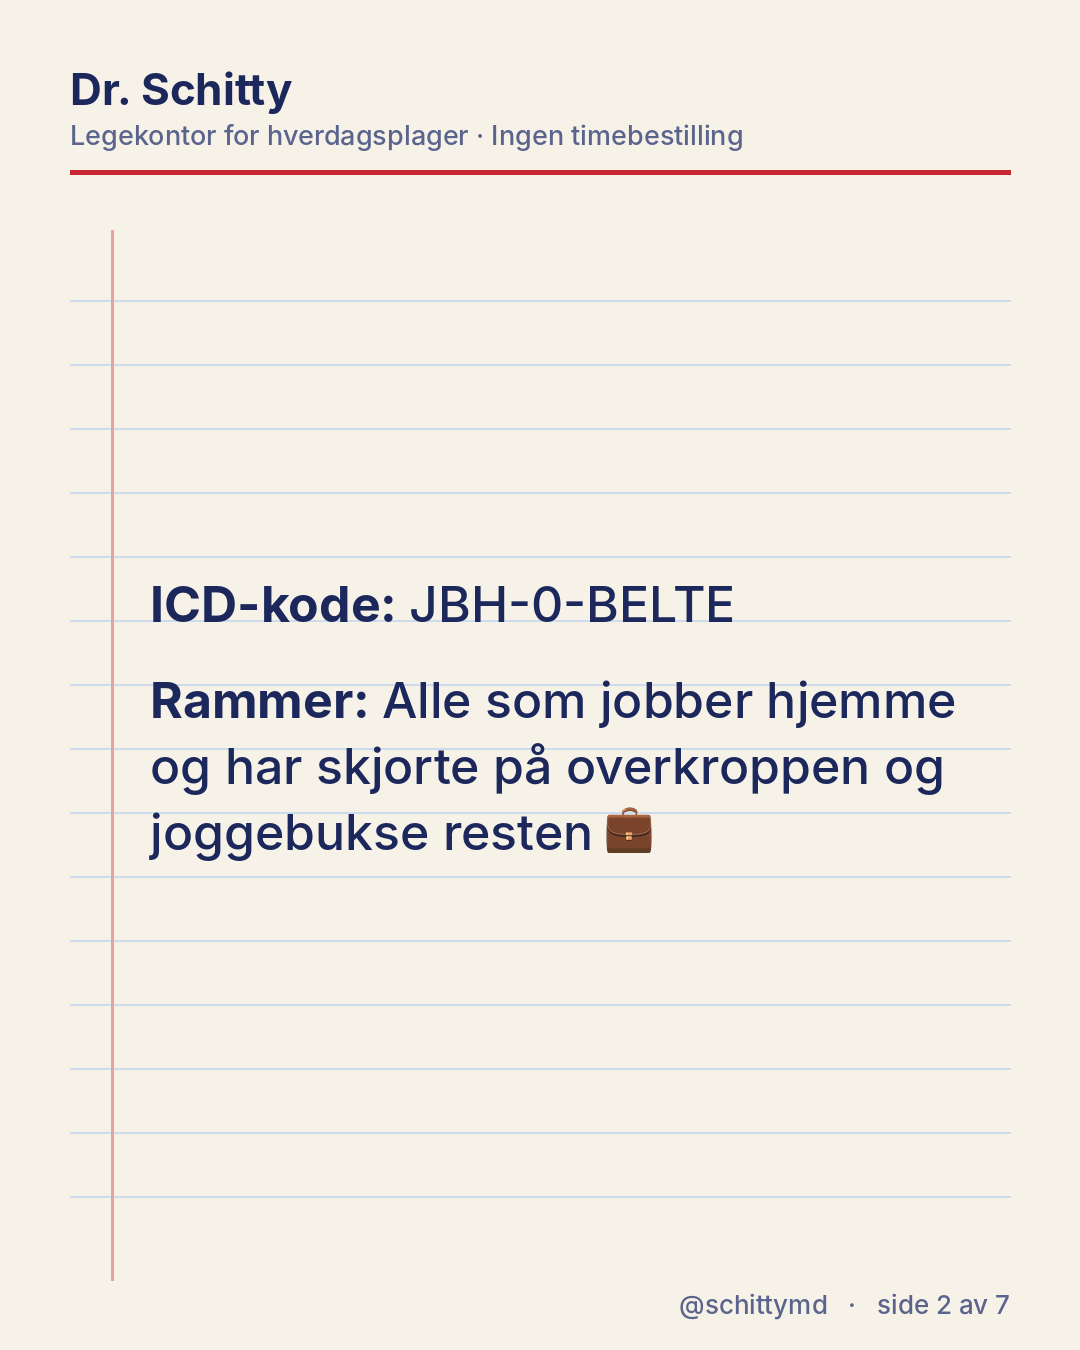 Dr. Schitty
Legekontor for hverdagsplager · Ingen timebestilling
ICD-kode: JBH-0-BELTE
Rammer: Alle som jobber hjemme
og har skjorte på overkroppen og
joggebukse resten 💼
@schittymd · side 2 av 7